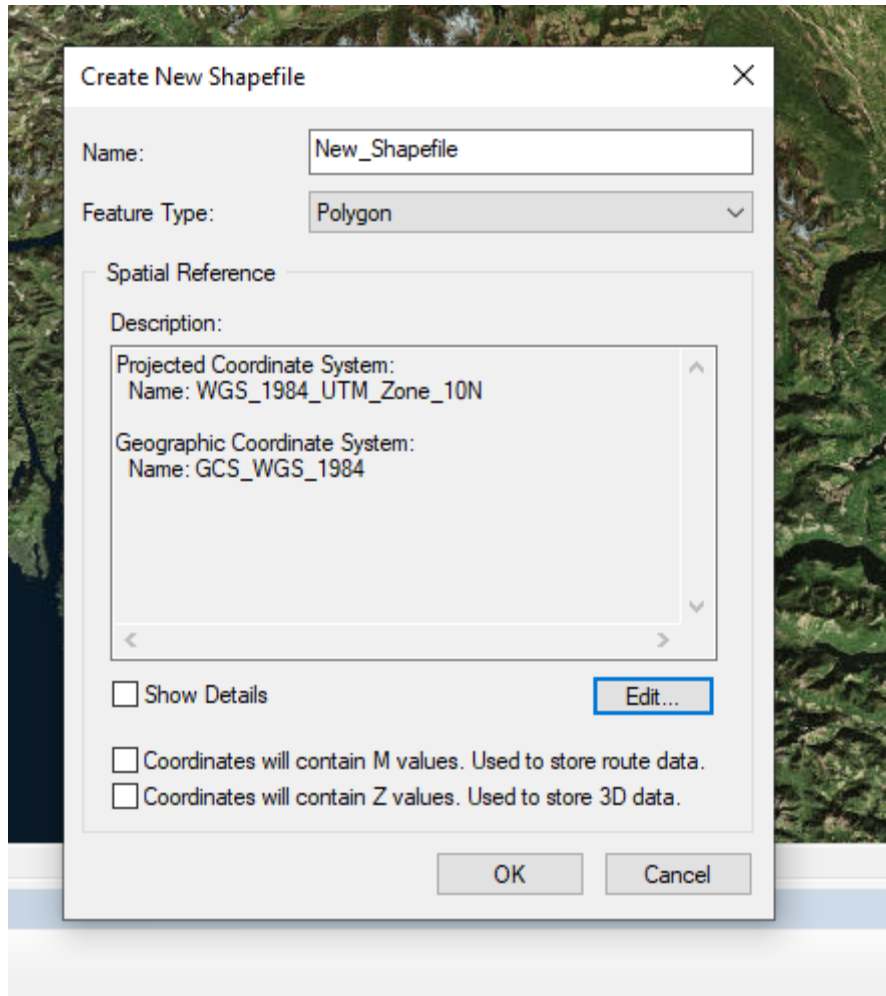 Create New Shapefile
Name:
New_Shapefile
Feature Type:
Polygon
Spatial Reference
Description:
Projected Coordinate System:
Name: WGS_1984_UTM_Zone_10N
Geographic Coordinate System:
Name: GCS_WGS_1984
Show Details
Edit...
Coordinates will contain M values. Used to store route data.
Coordinates will contain Z values. Used to store 3D data.
OK
Cancel